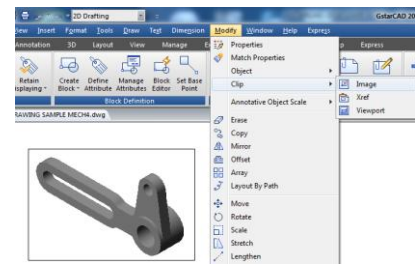 2D Drafting
GstarCAD 20
View Insert Format Tools Draw Text Dimension Modify Window Help Express
Annotation 3D Layout View Manage Express
Retain
Displaying
Create
Block
Define
Attribute
Manage
Attributes
Block
Editor
Set Base
Point
Block Definition
DRAWING SAMPLE MECH4.dwg
Properties
Match Properties
Object
Clip
Annotative Object Scale
Erase
Copy
Mirror
Offset
Array
Layout By Path
Move
Rotate
Scale
Stretch
Lengthen
Image
Xref
Viewport